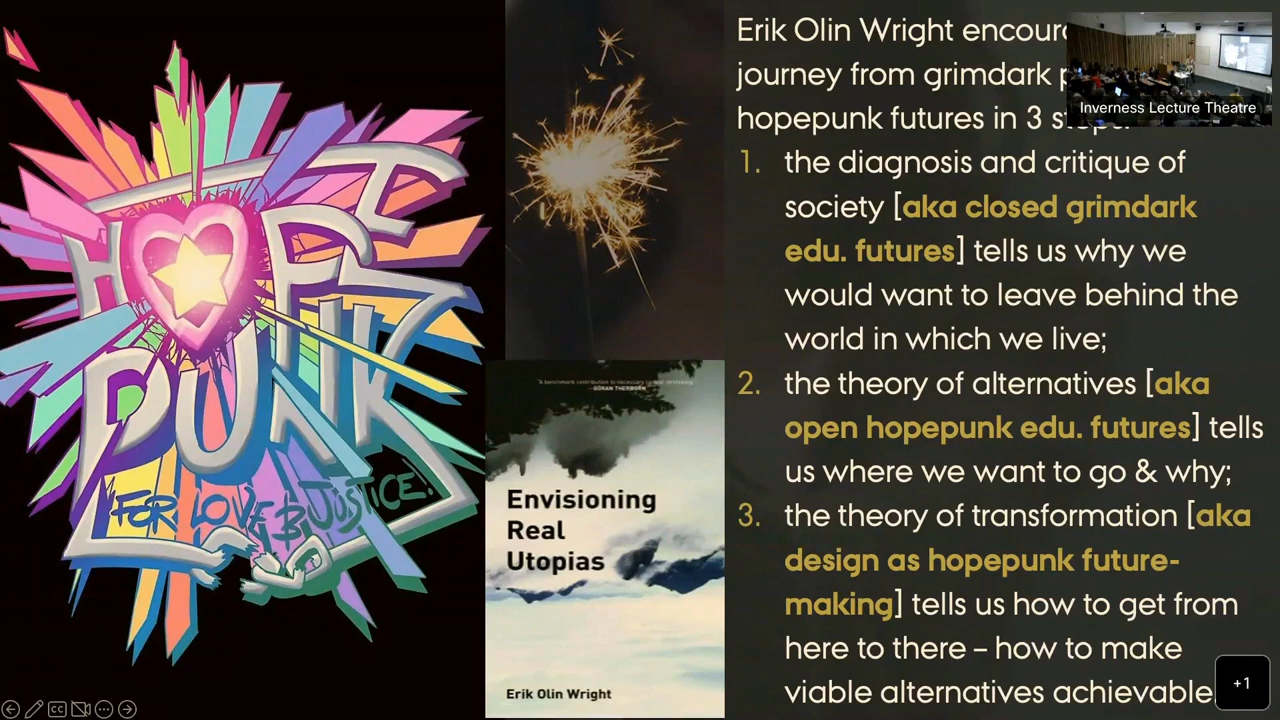 HOPE
PUNK
FOR LOVE & JUSTICE!
GÖRAN THERBORN
Envisioning
Real
Utopias
Erik Olin Wright
Erik Olin Wright
journey from grimdark
hopepunk futures in 3
1. the diagnosis and critique of
society [aka closed grimdark
edu. futures] tells us why we
would want to leave behind the
world in which we live;
2. the theory of alternatives [aka
open hopepunk edu. futures] tells
us where we want to go & why;
3. the theory of transformation [aka
design as hopepunk future-
making] tells us how to get from
here to there – how to make
viable alternatives achievable
Inverness Lecture Theatre
CC
+1